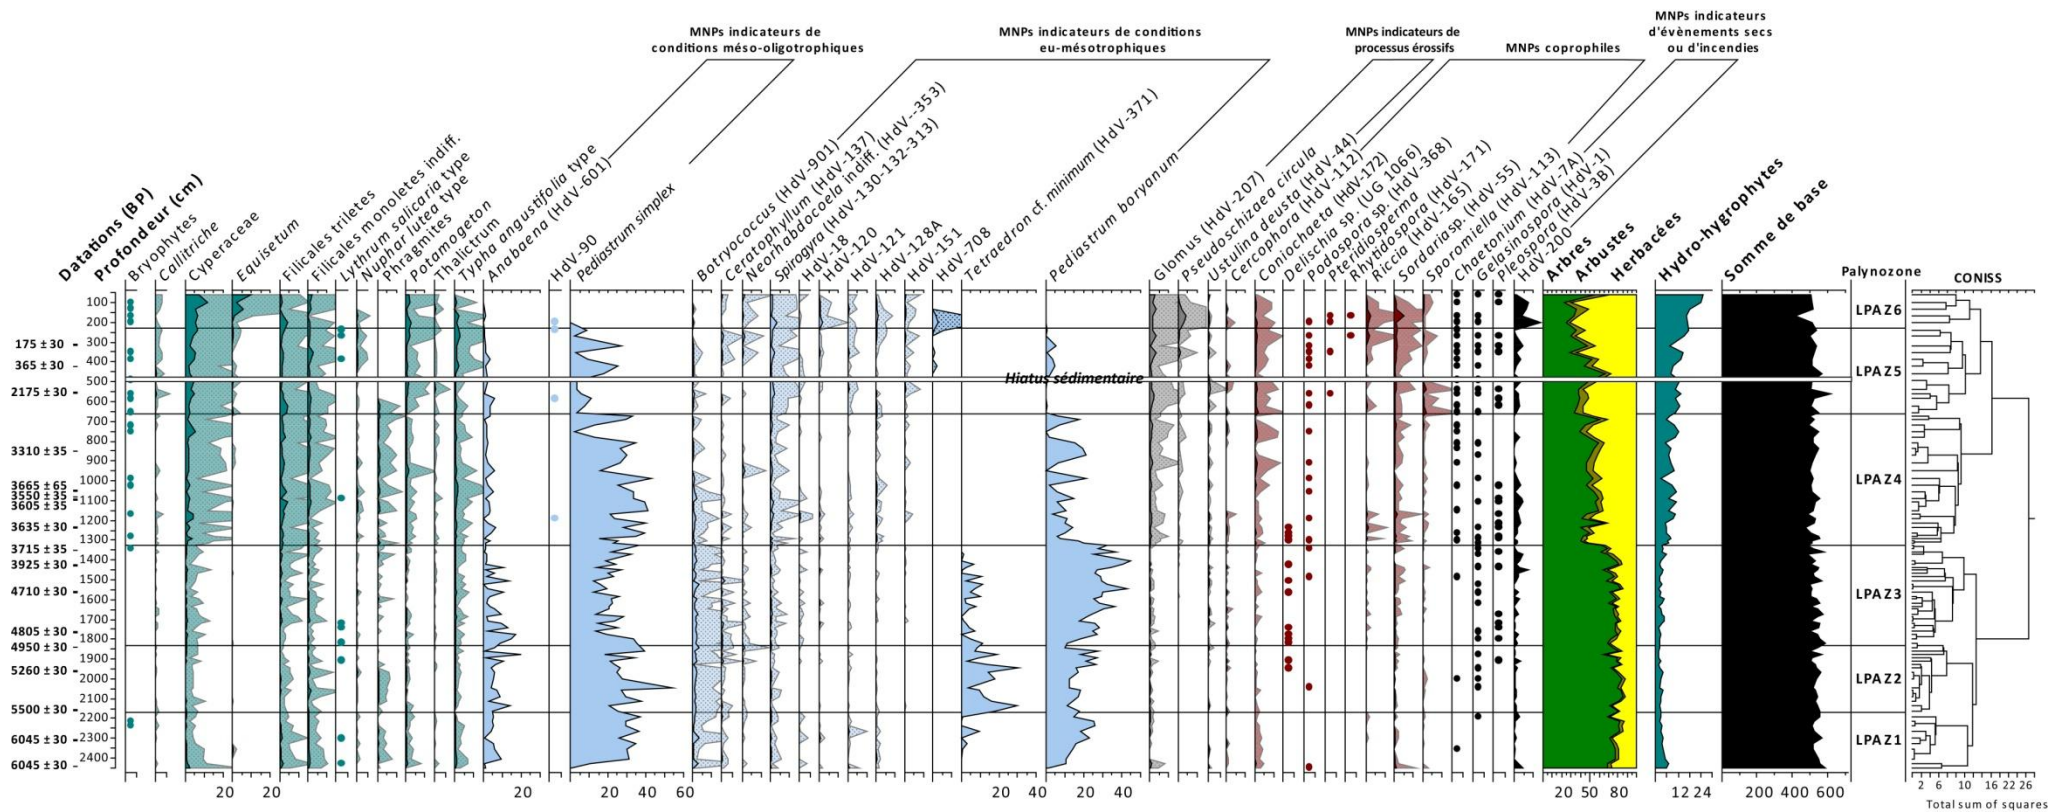 MNPs indicateurs de
conditions méso-oligotrophiques
MNPs indicateurs de conditions
eu-mésotrophiques
MNPs indicateurs de
processus érossifs
MNPs coprophiles
MNPs indicateurs
d'évènements secs
ou d'incendies
Datations (BP)
Profondeur (cm)
Bryophytes
Callitriche
Cyperaceae
Equisetum
Filicales triletes
Filicales monoletes indiff.
Lythrum salicaria type
Nuphar lutea type
Phragmites
Potamogeton
Thalictrum
Typha angustifolia type
Anabaena (HdV-601)
HdV-90
Pediastrum simplex
Botryococcus (HdV-901)
Ceratophyllum (HdV-137)
Neorhabdocoela indiff. (HdV--353)
Spirogyra (HdV-130-132-313)
HdV-18
HdV-120
HdV-121
HdV-128A
HdV-151
HdV-708
Tetraedron cf. minimum (HdV-371)
Pediastrum boryanum
Glomus (HdV-207)
Pseudoschizaea circula
Ustulina deusta (HdV-44)
Cercophora (HdV-112)
Coniochaeta (HdV-172)
Delischia sp. (UG 1066)
Podospora sp. (HdV-368)
Pteridiosperma
Rhytidospora (HdV-171)
Riccia (HdV-165)
Sordaria sp. (HdV-55)
Sporomiella (HdV-113)
Chaetonium (HdV-7A)
Gelasinospora (HdV-1)
Pleospora (HdV-3B)
HdV-200
Arbres
Arbustes
Herbacées
Hydro-hygrophytes
Somme de base
Palynozone
CONISS
100
200
175 ± 30
300
365 ± 30
400
500
2175 ± 30
600
700
800
3310 ± 35
900
1000
3665 ± 65
3550 ± 35
1100
3605 ± 35
1200
3635 ± 30
1300
3715 ± 35
1400
3925 ± 30
1500
4710 ± 30
1600
1700
4805 ± 30
1800
4950 ± 30
1900
5260 ± 30
2000
2100
5500 ± 30
2200
6045 ± 30
2300
2400
6045 ± 30
Hiatus sédimentaire
LPAZ6
LPAZ5
LPAZ4
LPAZ3
LPAZ2
LPAZ1
20 20 20 20 40 60 20 40 20 40 20 50 80 12 24 200 400 600 2 6 10 16 22 26
Total sum of squares